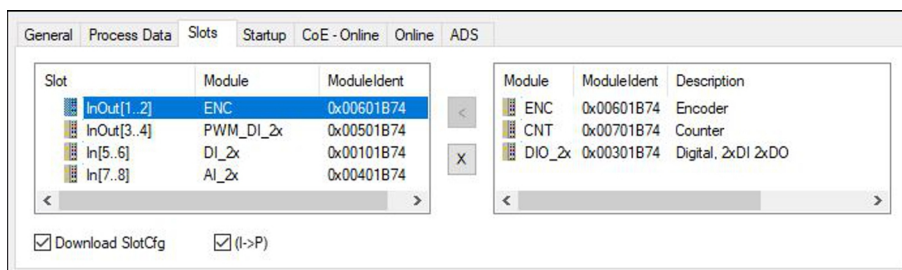 General Process Data Slots Startup CoE - Online Online ADS
Slot Module ModuleIdent
InOut[1..2] ENC 0x00601B74
InOut[3..4] PWM_DI_2x 0x00501B74
In[5..6] DI_2x 0x00101B74
In[7..8] AI_2x 0x00401B74
<
X
Module ModuleIdent Description
ENC 0x00601B74 Encoder
CNT 0x00701B74 Counter
DIO_2x 0x00301B74 Digital, 2xDI 2xDO
Download SlotCfg (I->P)